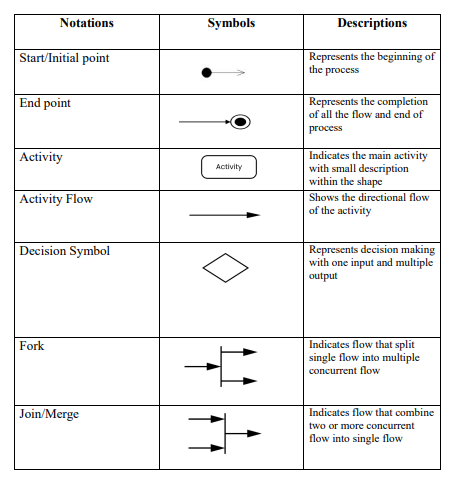 Notations Symbols Descriptions
Start/Initial point
Represents the beginning of
the process
End point
Represents the completion
of all the flow and end of
process
Activity
Activity
Indicates the main activity
with small description
within the shape
Activity Flow
Shows the directional flow
of the activity
Decision Symbol
Represents decision making
with one input and multiple
output
Fork
Indicates flow that split
single flow into multiple
concurrent flow
Join/Merge
Indicates flow that combine
two or more concurrent
flow into single flow